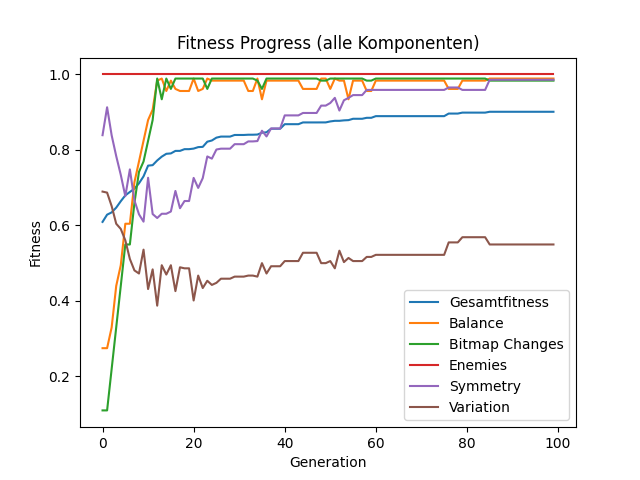 Fitness Progress (alle Komponenten)
Fitness
1.0
0.8
0.6
0.4
0.2
Gesamtfitness
Balance
Bitmap Changes
Enemies
Symmetry
Variation
0 20 40 60 80 100
Generation